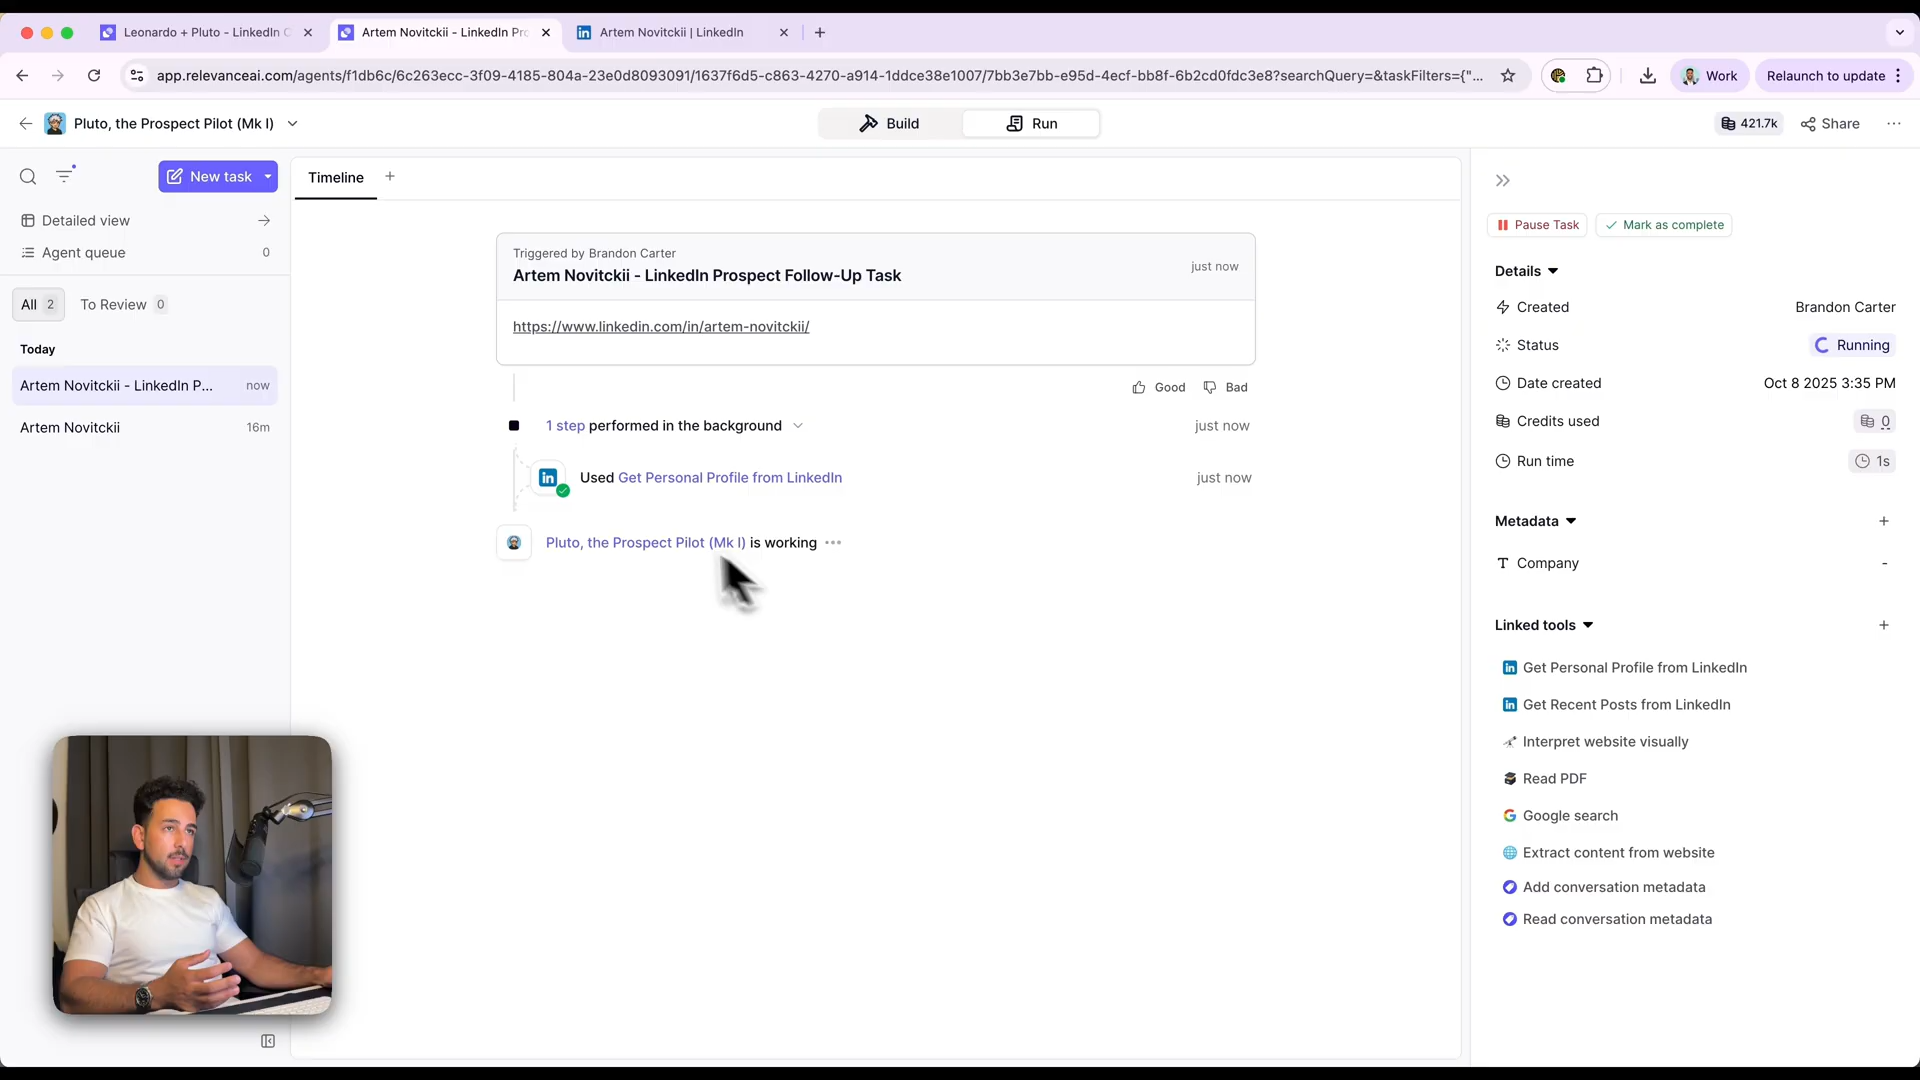 Leonardo + Pluto - LinkedIn C
Artem Novitckii - LinkedIn Pro
Artem Novitckii | LinkedIn
app.relevanceai.com/agents/f1db6c/6c263ecc-3f09-4185-804a-23e0d8093091/1637f6d5-c863-4270-a914-1ddce38e1007/7bb3e7bb-e95d-4ecf-bb8f-6b2cd0fdc3e8?searchQuery=&taskFilters={"...
Work
Relaunch to update
Pluto, the Prospect Pilot (Mk I)
Build
Run
421.7k
Share
New task
Detailed view
Agent queue 0
All 2
To Review 0
Today
Artem Novitckii - LinkedIn P... now
Artem Novitckii 16m
Timeline
Triggered by Brandon Carter
Artem Novitckii - LinkedIn Prospect Follow-Up Task
just now
https://www.linkedin.com/in/artem-novitckii/
Good
Bad
1 step performed in the background
just now
Used Get Personal Profile from LinkedIn
just now
Pluto, the Prospect Pilot (Mk I) is working
Pause Task
Mark as complete
Details
Created Brandon Carter
Status Running
Date created Oct 8 2025 3:35 PM
Credits used 0
Run time 1s
Metadata
Company -
Linked tools
Get Personal Profile from LinkedIn
Get Recent Posts from LinkedIn
Interpret website visually
Read PDF
Google search
Extract content from website
Add conversation metadata
Read conversation metadata